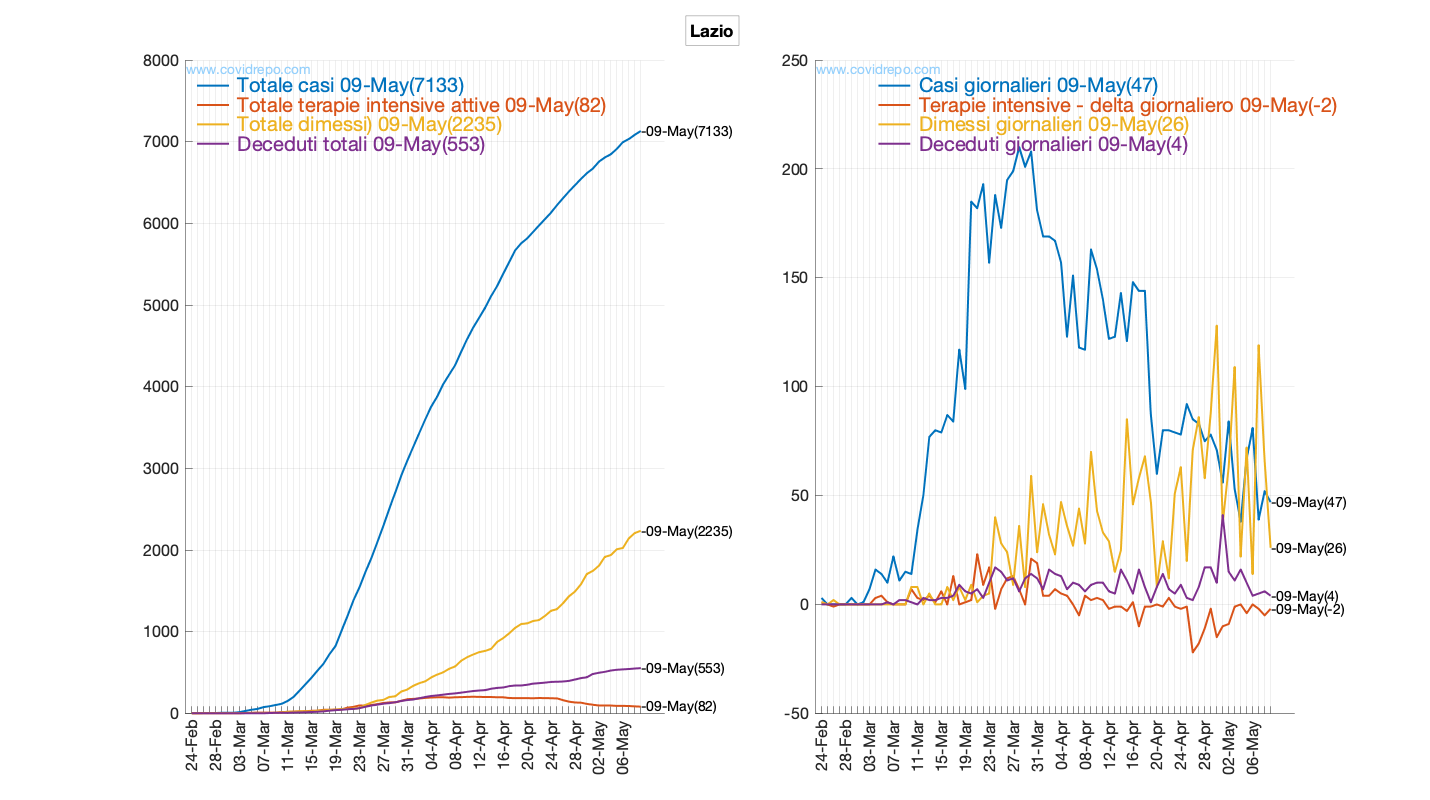 Lazio
www.covidrepo.com
Totale casi 09-May(7133)
Totale terapie intensive attive 09-May(82)
Totale dimessi) 09-May(2235)
Deceduti totali 09-May(553)
8000
7000
6000
5000
4000
3000
2000
1000
0
-09-May(7133)
-09-May(2235)
-09-May(553)
-09-May(82)
24-Feb
28-Feb
03-Mar
07-Mar
11-Mar
15-Mar
19-Mar
23-Mar
27-Mar
31-Mar
04-Apr
08-Apr
12-Apr
16-Apr
20-Apr
24-Apr
28-Apr
02-May
06-May
www.covidrepo.com
Casi giornalieri 09-May(47)
Terapie intensive - delta giornaliero 09-May(-2)
Dimessi giornalieri 09-May(26)
Deceduti giornalieri 09-May(4)
250
200
150
100
50
0
-50
-09-May(47)
-09-May(26)
-09-May(4)
-09-May(-2)
24-Feb
28-Feb
03-Mar
07-Mar
11-Mar
15-Mar
19-Mar
23-Mar
27-Mar
31-Mar
04-Apr
08-Apr
12-Apr
16-Apr
20-Apr
24-Apr
28-Apr
02-May
06-May